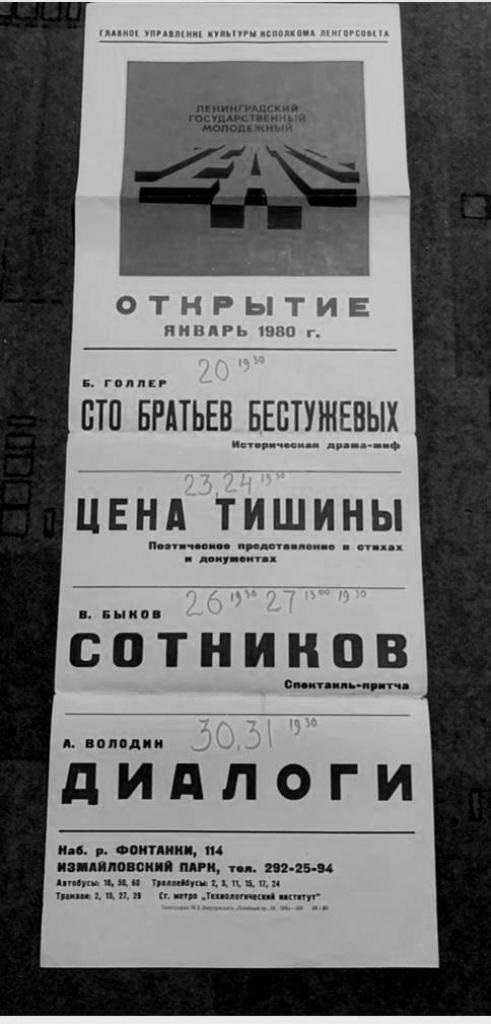 ГЛАВНОЕ УПРАВЛЕНИЕ КУЛЬТУРЫ ИСПОЛКОМА ЛЕНГОРСОВЕТА
ЛЕНИНГРАДСКИЙ
ГОСУДАРСТВЕННЫЙ
МОЛОДЕЖНЫЙ
ТЕАТР
ОТКРЫТИЕ
ЯНВАРЬ 1980 г.
20 19 30
Б. ГОЛЛЕР
СТО БРАТЬЕВ БЕСТУЖЕВЫХ
Историческая драма-миф
23, 24 19 30
ЦЕНА ТИШИНЫ
Поэтическое представление в стихах
и документах
26 19 30 27 13 00 19 30
В. БЫКОВ
СОТНИКОВ
Спектакль-притча
30, 31 19 30
А. ВОЛОДИН
ДИАЛОГИ
Наб. р. ФОНТАНКИ, 114
ИЗМАЙЛОВСКИЙ ПАРК, тел. 292-25-94
Автобусы: 10, 50, 60 Троллейбусы: 2, 3, 11, 15, 17, 24
Трамваи: 2, 28, 29 Ст. метро „Технологический институт"